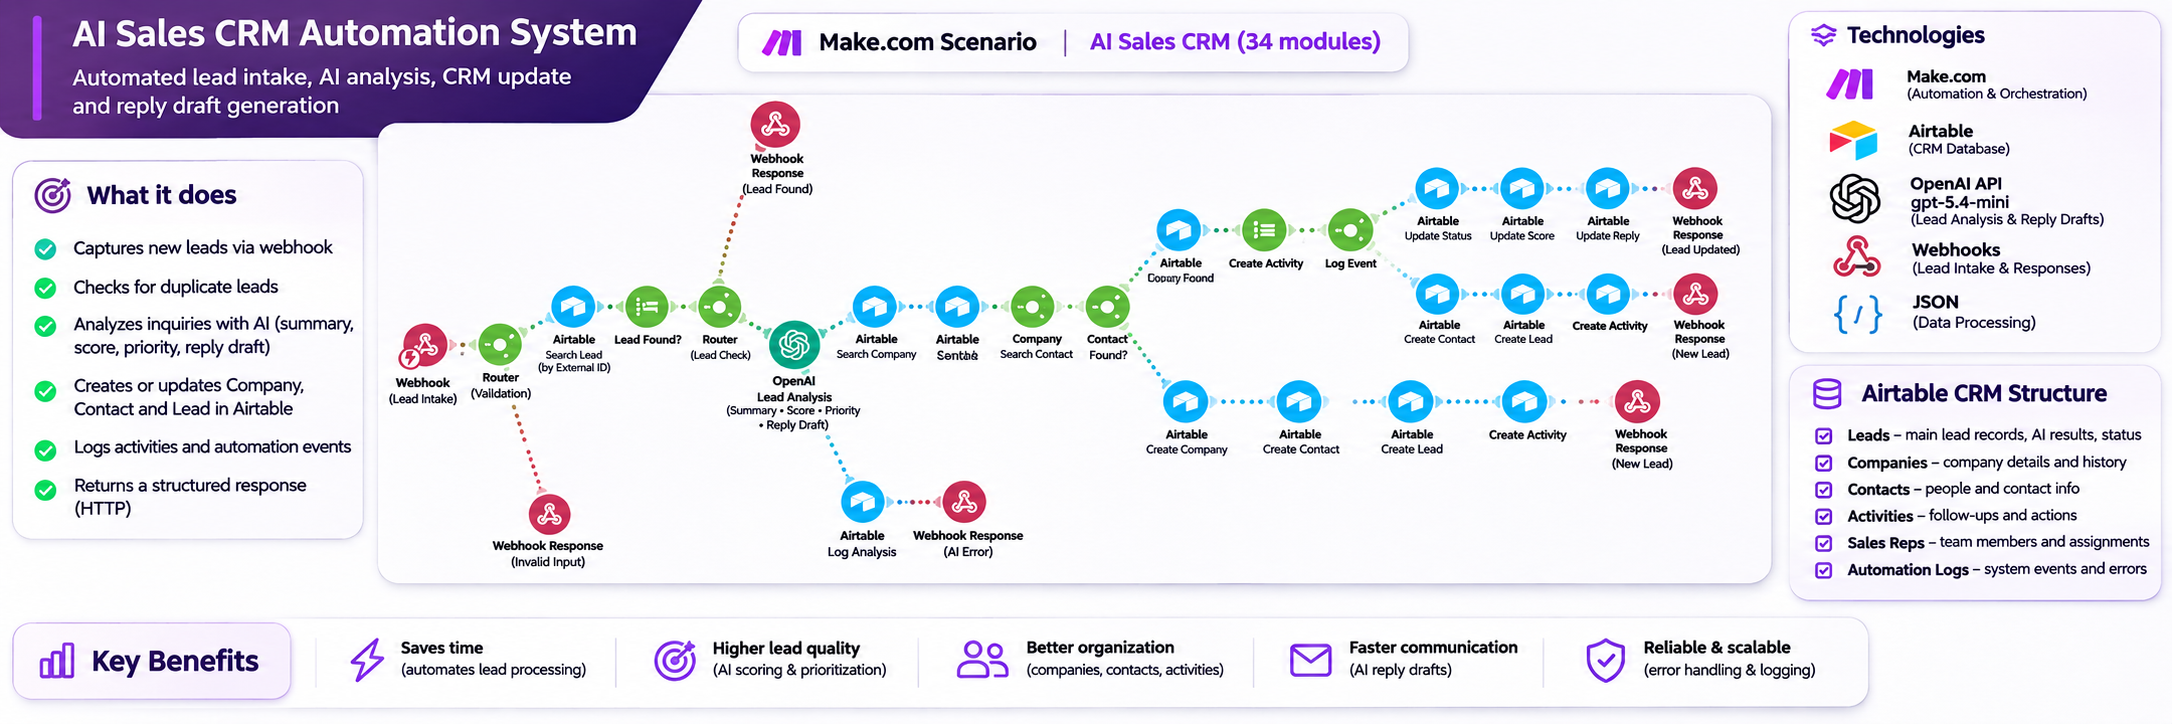 AI Sales CRM Automation System
Automated lead intake, AI analysis, CRM update
and reply draft generation
Make.com Scenario
AI Sales CRM (34 modules)
What it does
Captures new leads via webhook
Checks for duplicate leads
Analyzes inquiries with AI (summary,
score, priority, reply draft)
Creates or updates Company,
Contact and Lead in Airtable
Logs activities and automation events
Returns a structured response
(HTTP)
Webhook
(Lead Intake)
Router
(Validation)
Webhook Response
(Invalid Input)
Airtable
Search Lead
(by External ID)
Lead Found?
Router
(Lead Check)
Webhook
Response
(Lead Found)
OpenAI
Lead Analysis
(Summary • Score • Priority
• Reply Draft)
Airtable
Log Analysis
Webhook Response
(AI Error)
Airtable
Search Company
Airtable
Company
Search Contact
Contact
Found?
Airtable
Found
Create Activity
Log Event
Airtable
Update Status
Airtable
Update Score
Airtable
Update Reply
Webhook
Response
(Lead Updated)
Airtable
Create Contact
Airtable
Create Lead
Create Activity
Webhook
Response
(New Lead)
Airtable
Create Company
Airtable
Create Contact
Airtable
Create Lead
Create Activity
Webhook
Response
(New Lead)
Technologies
Make.com
(Automation & Orchestration)
Airtable
(CRM Database)
OpenAI API
gpt-5.4-mini
(Lead Analysis & Reply Drafts)
Webhooks
(Lead Intake & Responses)
JSON
(Data Processing)
Airtable CRM Structure
Leads – main lead records, AI results, status
Companies – company details and history
Contacts – people and contact info
Activities – follow-ups and actions
Sales Reps – team members and assignments
Automation Logs – system events and errors
Key Benefits
Saves time
(automates lead processing)
Higher lead quality
(AI scoring & prioritization)
Better organization
(companies, contacts, activities)
Faster communication
(AI reply drafts)
Reliable & scalable
(error handling & logging)